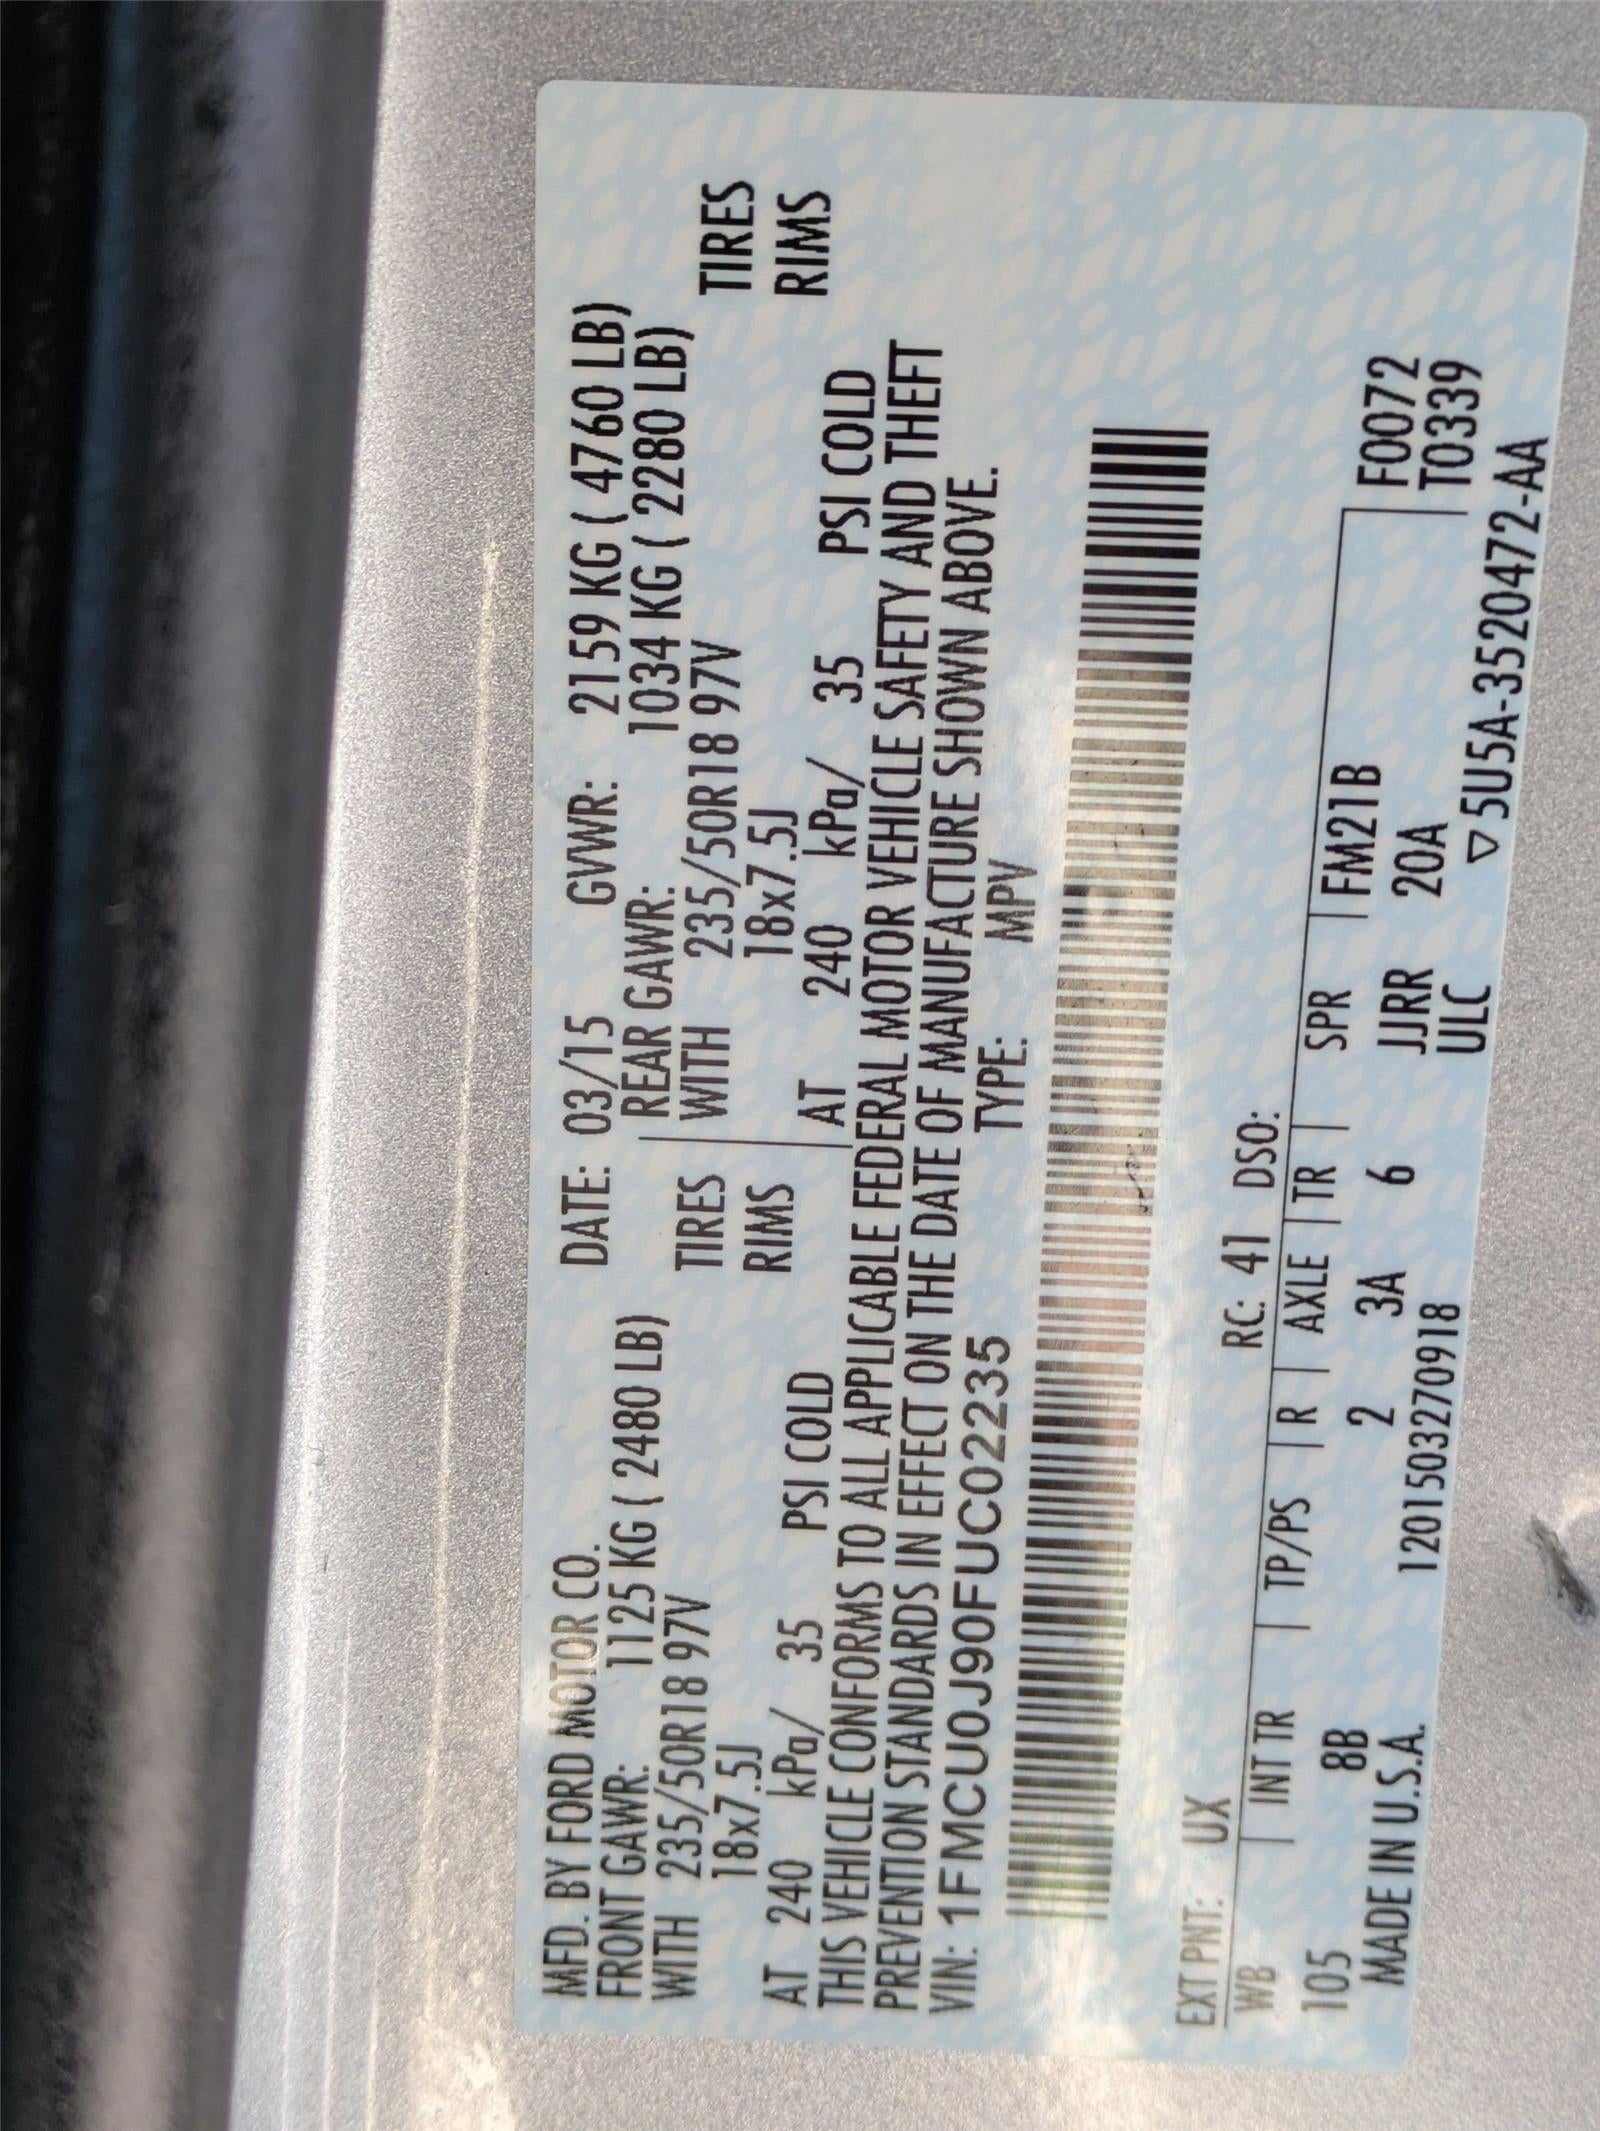 MFD. BY FORD MOTOR CO. DATE: 03/15 GVWR: 2159 KG ( 4760 LB)
FRONT GAWR: 1125 KG ( 2480 LB) REAR GAWR: 1034 KG ( 2280 LB)
WITH 235/50R18 97V TIRES WITH 235/50R18 97V TIRES
18x7.5J RIMS 18x7.5J RIMS
AT 240 kPa/ 35 PSI COLD AT 240 kPa/ 35 PSI COLD
THIS VEHICLE CONFORMS TO ALL APPLICABLE FEDERAL MOTOR VEHICLE SAFETY AND THEFT
PREVENTION STANDARDS IN EFFECT ON THE DATE OF MANUFACTURE SHOWN ABOVE.
VIN: 1FMCU0J90FUC02235 TYPE: MPV
EXT PNT: UX RC: 41 DSO:
WB | INT TR | TP/PS | R | AXLE | TR | SPR | FM21B F0072
105 8B 2 3A 6 JJRR 20A T0339
MADE IN U.S.A. 1201503270918 ULC ▽5U5A-3520472-AA